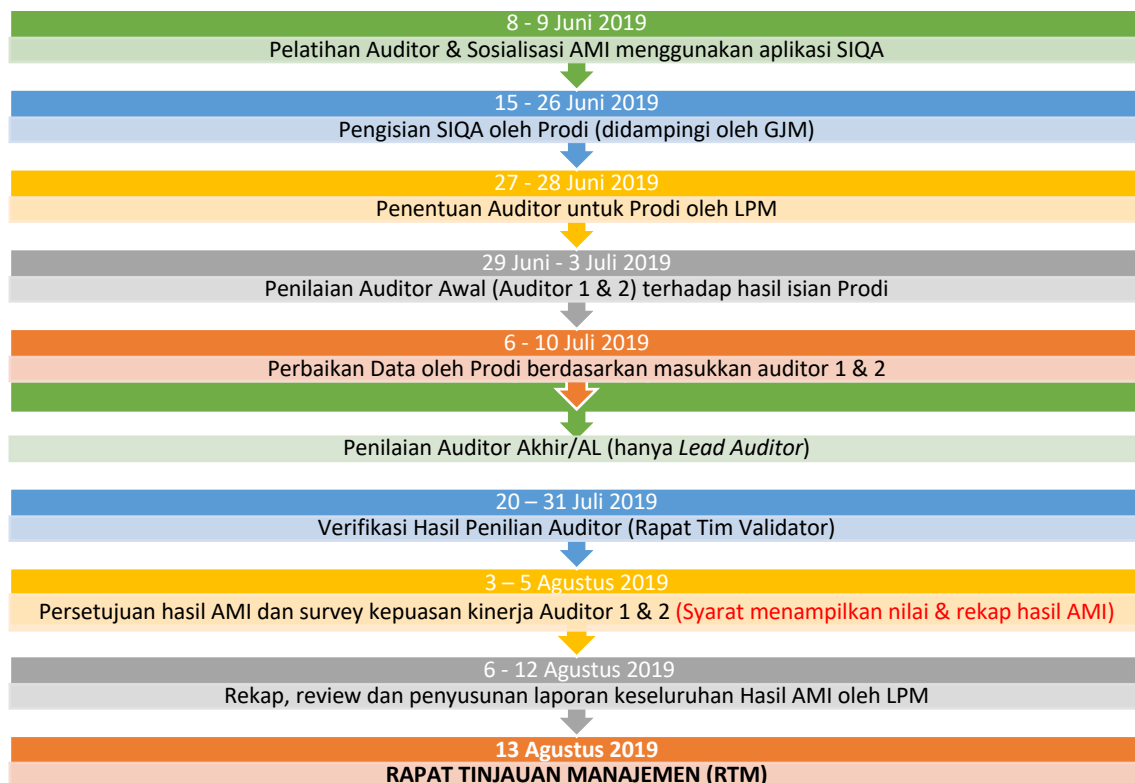 8 - 9 Juni 2019
Pelatihan Auditor & Sosialisasi AMI menggunakan aplikasi SIQA
15 - 26 Juni 2019
Pengisian SIQA oleh Prodi (didampingi oleh GJM)
27 - 28 Juni 2019
Penentuan Auditor untuk Prodi oleh LPM
29 Juni - 3 Juli 2019
Penilaian Auditor Awal (Auditor 1 & 2) terhadap hasil isian Prodi
6 - 10 Juli 2019
Perbaikan Data oleh Prodi berdasarkan masukkan auditor 1 & 2
Penilaian Auditor Akhir/AL (hanya Lead Auditor)
20 – 31 Juli 2019
Verifikasi Hasil Penilian Auditor (Rapat Tim Validator)
3 – 5 Agustus 2019
Persetujuan hasil AMI dan survey kepuasan kinerja Auditor 1 & 2 (Syarat menampilkan nilai & rekap hasil AMI)
6 - 12 Agustus 2019
Rekap, review dan penyusunan laporan keseluruhan Hasil AMI oleh LPM
13 Agustus 2019
RAPAT TINJAUAN MANAJEMEN (RTM)